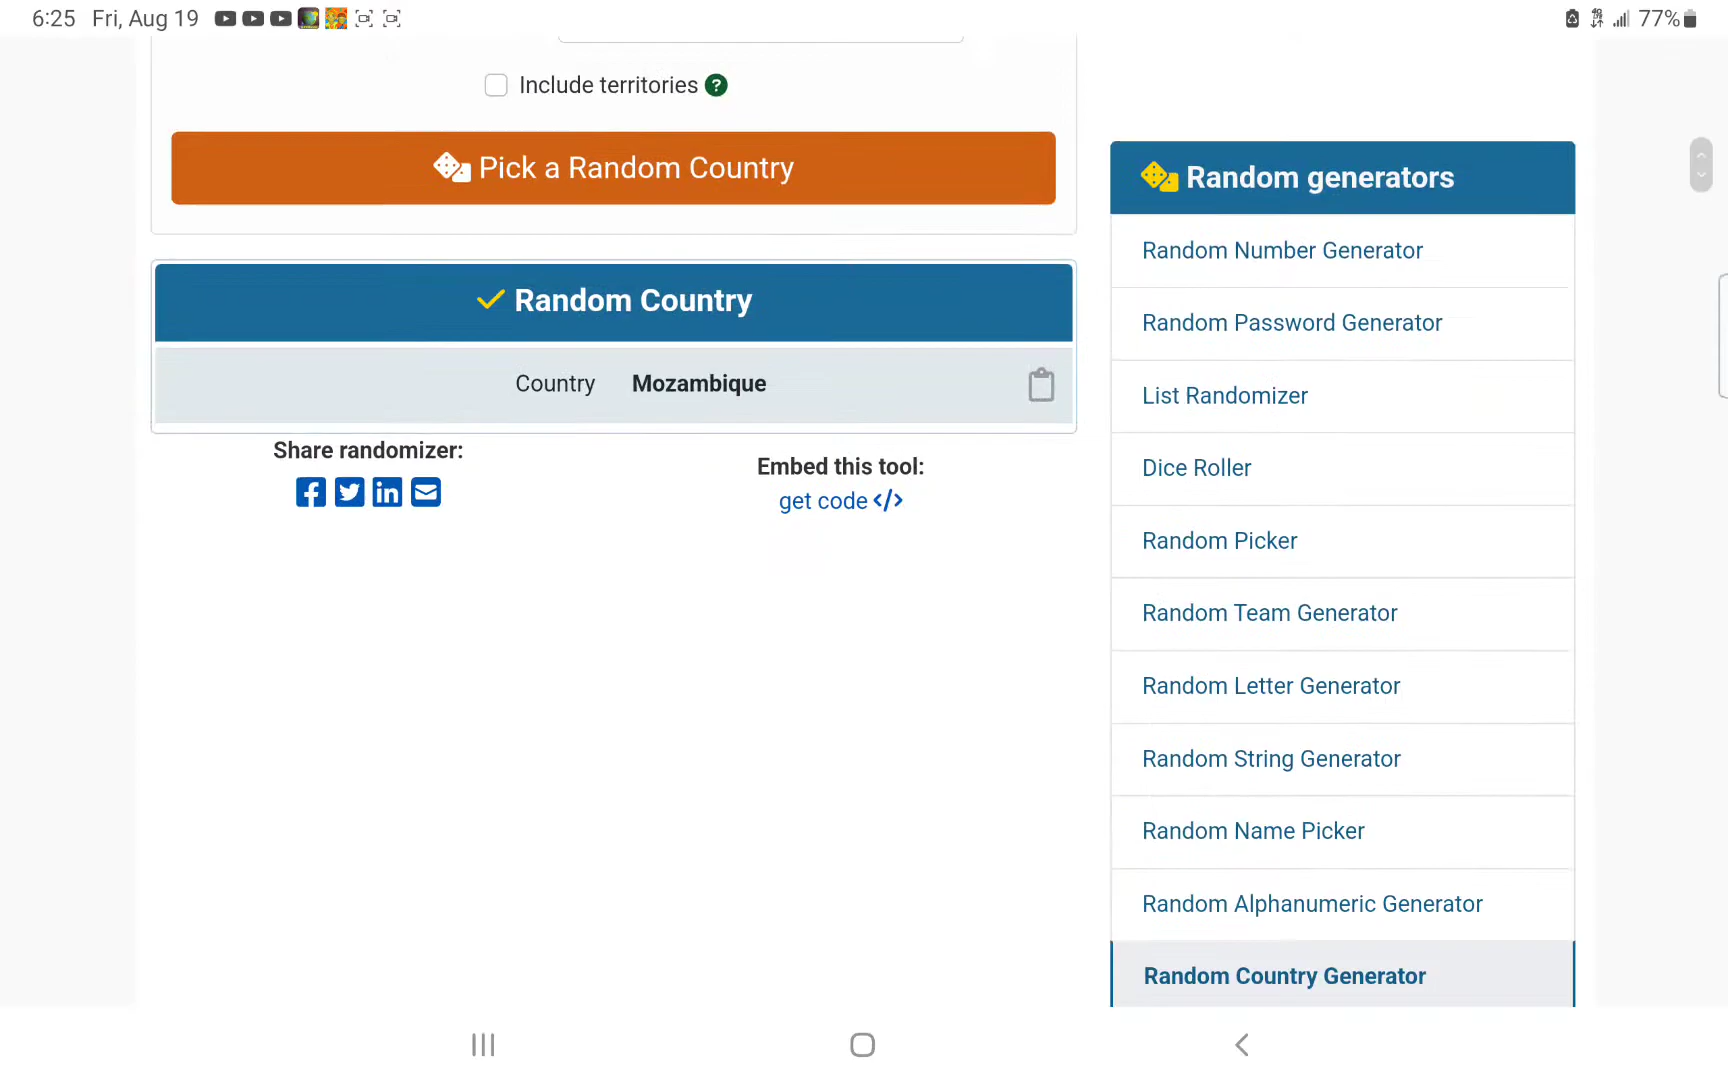 6:25 Fri, Aug 19
77%
Include territories ?
Pick a Random Country
Random Country
Country Mozambique
Share randomizer:
Embed this tool:
get code </>
Random generators
Random Number Generator
Random Password Generator
List Randomizer
Dice Roller
Random Picker
Random Team Generator
Random Letter Generator
Random String Generator
Random Name Picker
Random Alphanumeric Generator
Random Country Generator